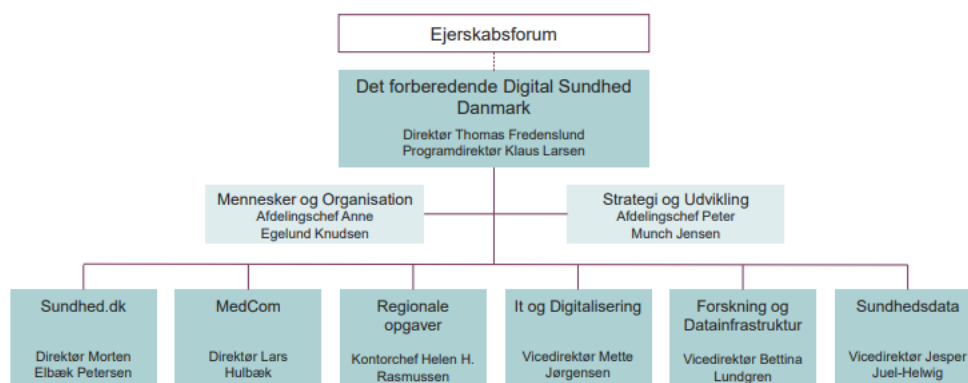 Ejerskabsforum
Det forberedende Digital Sundhed
Danmark
Direktør Thomas Fredenslund
Programdirektør Klaus Larsen
Mennesker og Organisation
Afdelingschef Anne
Egelund Knudsen
Strategi og Udvikling
Afdelingschef Peter
Munch Jensen
Sundhed.dk
Direktør Morten
Elbæk Petersen
MedCom
Direktør Lars
Hulbæk
Regionale
opgaver
Kontorchef Helen H.
Rasmussen
It og Digitalisering
Vicedirektør Mette
Jørgensen
Forskning og
Datainfrastruktur
Vicedirektør Bettina
Lundgren
Sundhedsdata
Vicedirektør Jesper
Juel-Helwig